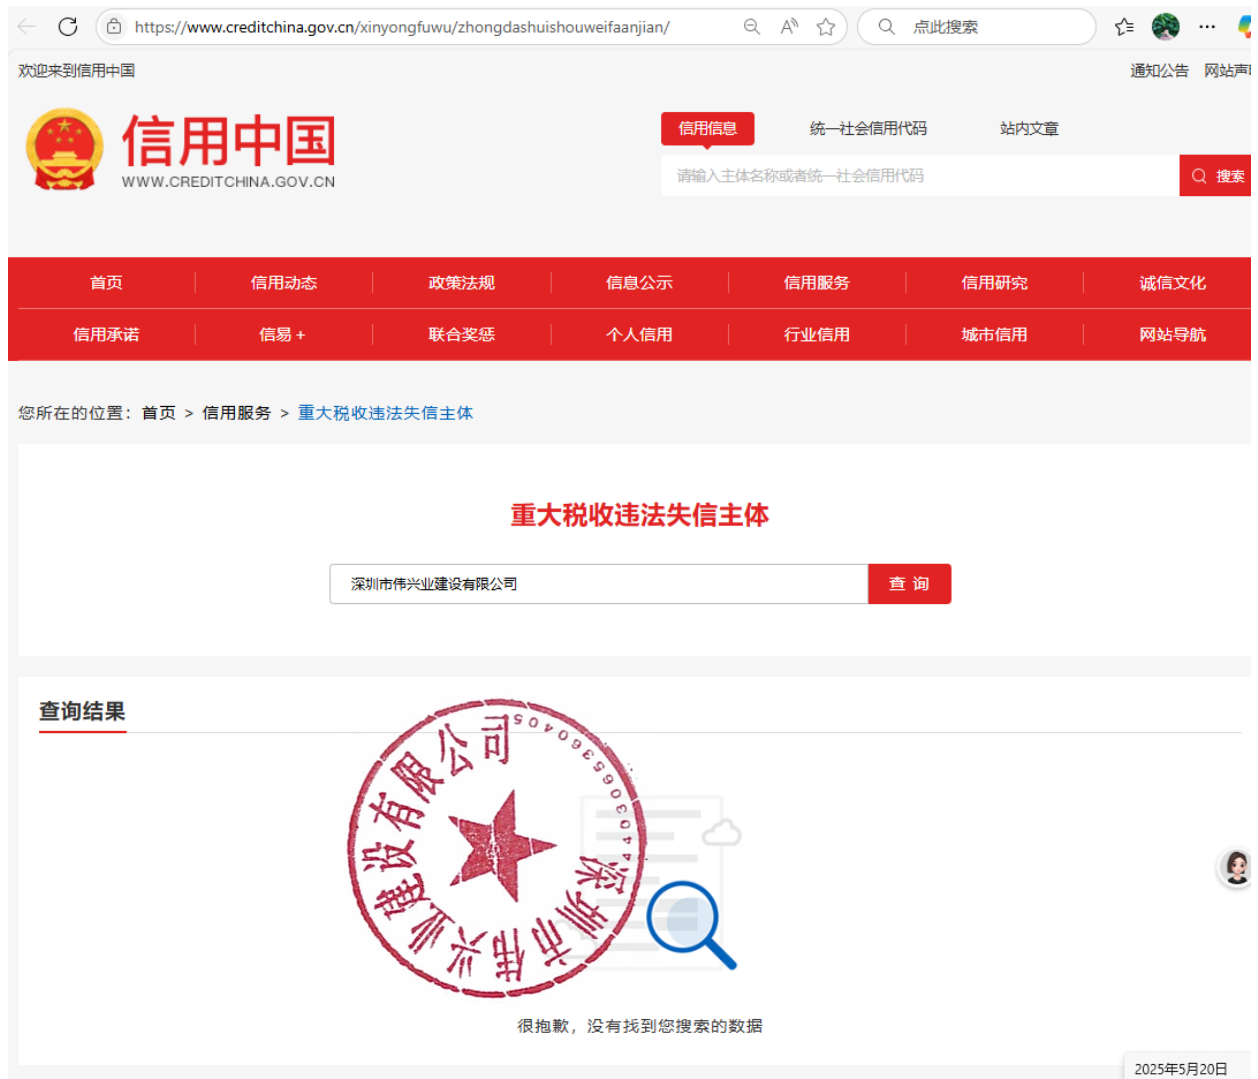 https://www.creditchina.gov.cn/xinyongfuwu/zhongdashuishouweifaanjian/
点此搜索
欢迎来到信用中国
通知公告 网站声明
信用中国
WWW.CREDITCHINA.GOV.CN
信用信息 统一社会信用代码 站内文章
请输入主体名称或者统一社会信用代码
搜索
首页 信用动态 政策法规 信息公示 信用服务 信用研究 诚信文化
信用承诺 信易+ 联合奖惩 个人信用 行业信用 城市信用 网站导航
您所在的位置：首页 > 信用服务 > 重大税收违法失信主体
重大税收违法失信主体
深圳市伟兴业建设有限公司
查询
查询结果
深圳市伟兴业建设有限公司
很抱歉，没有找到您搜索的数据
2025年5月20日